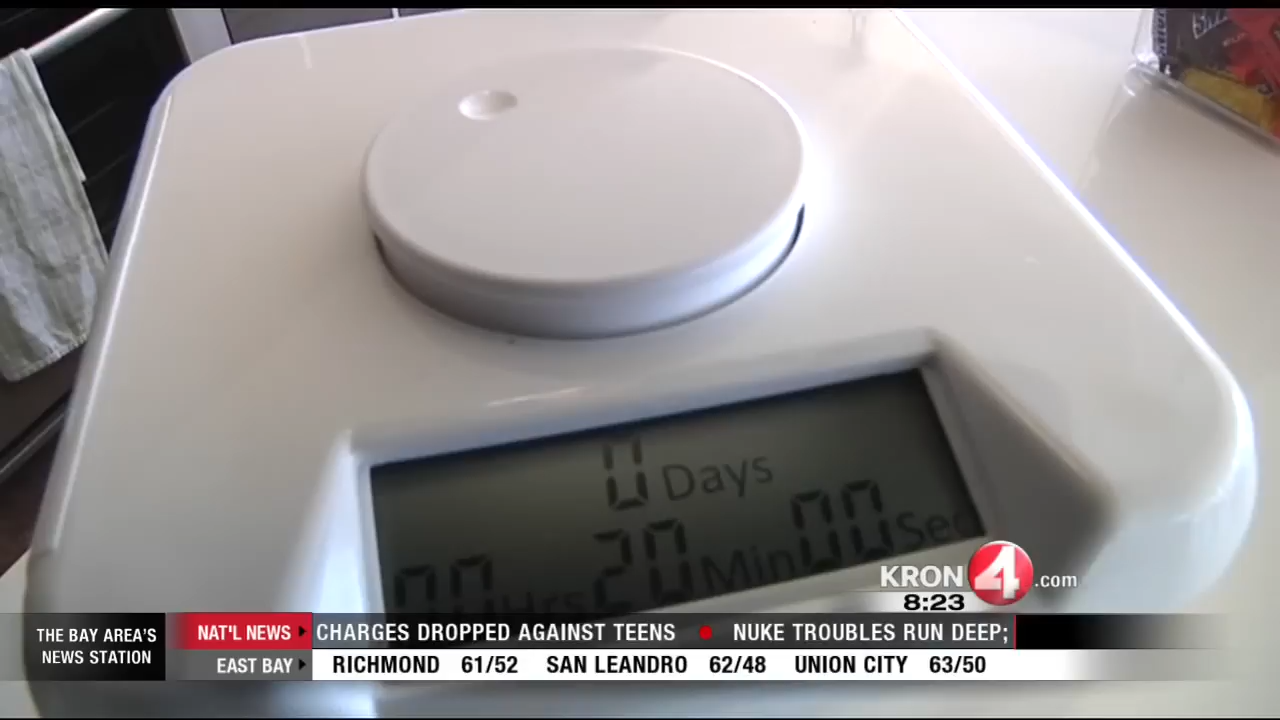 0 Days
00 Hrs 20 Min 00 Sec
KRON 4 .com
8:23
THE BAY AREA'S
NEWS STATION
NAT'L NEWS
CHARGES DROPPED AGAINST TEENS • NUKE TROUBLES RUN DEEP;
EAST BAY
RICHMOND 61/52 SAN LEANDRO 62/48 UNION CITY 63/50